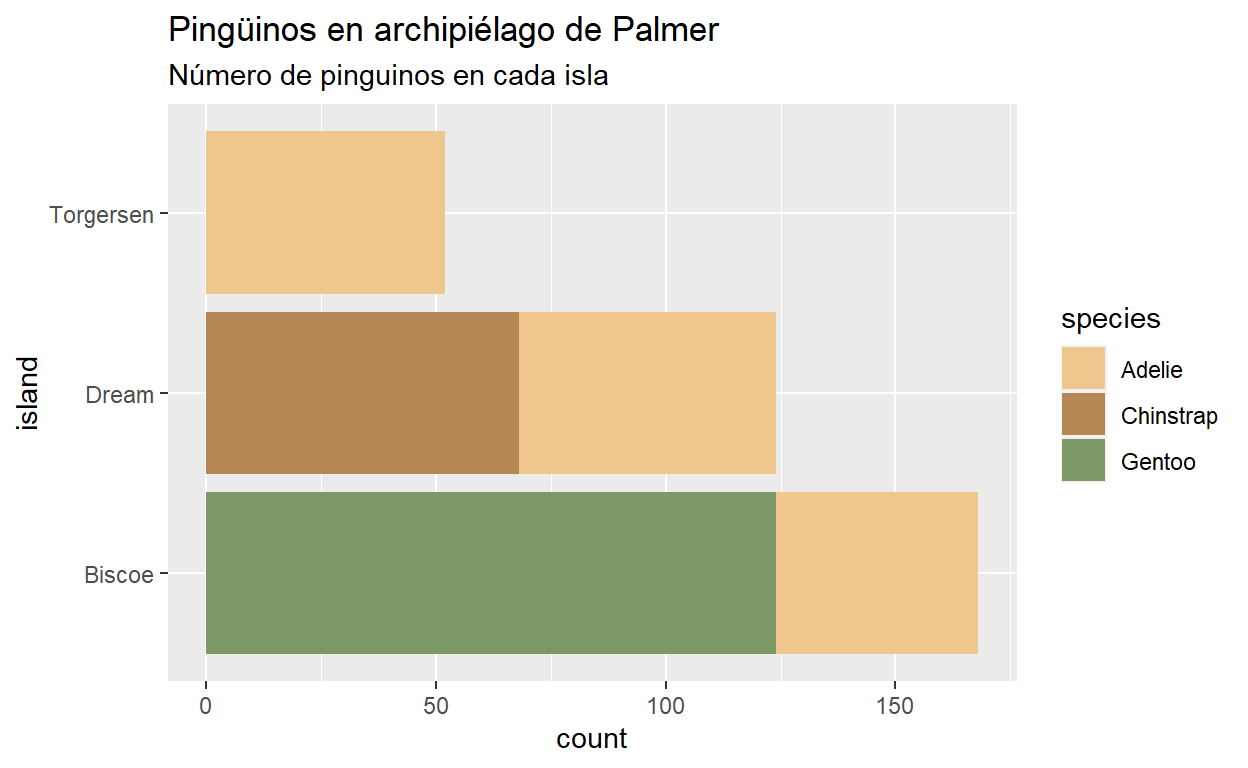 Pingüinos en archipiélago de Palmer
Número de pinguinos en cada isla
island
Torgersen
Dream
Biscoe
0 50 100 150
count
species
Adelie
Chinstrap
Gentoo